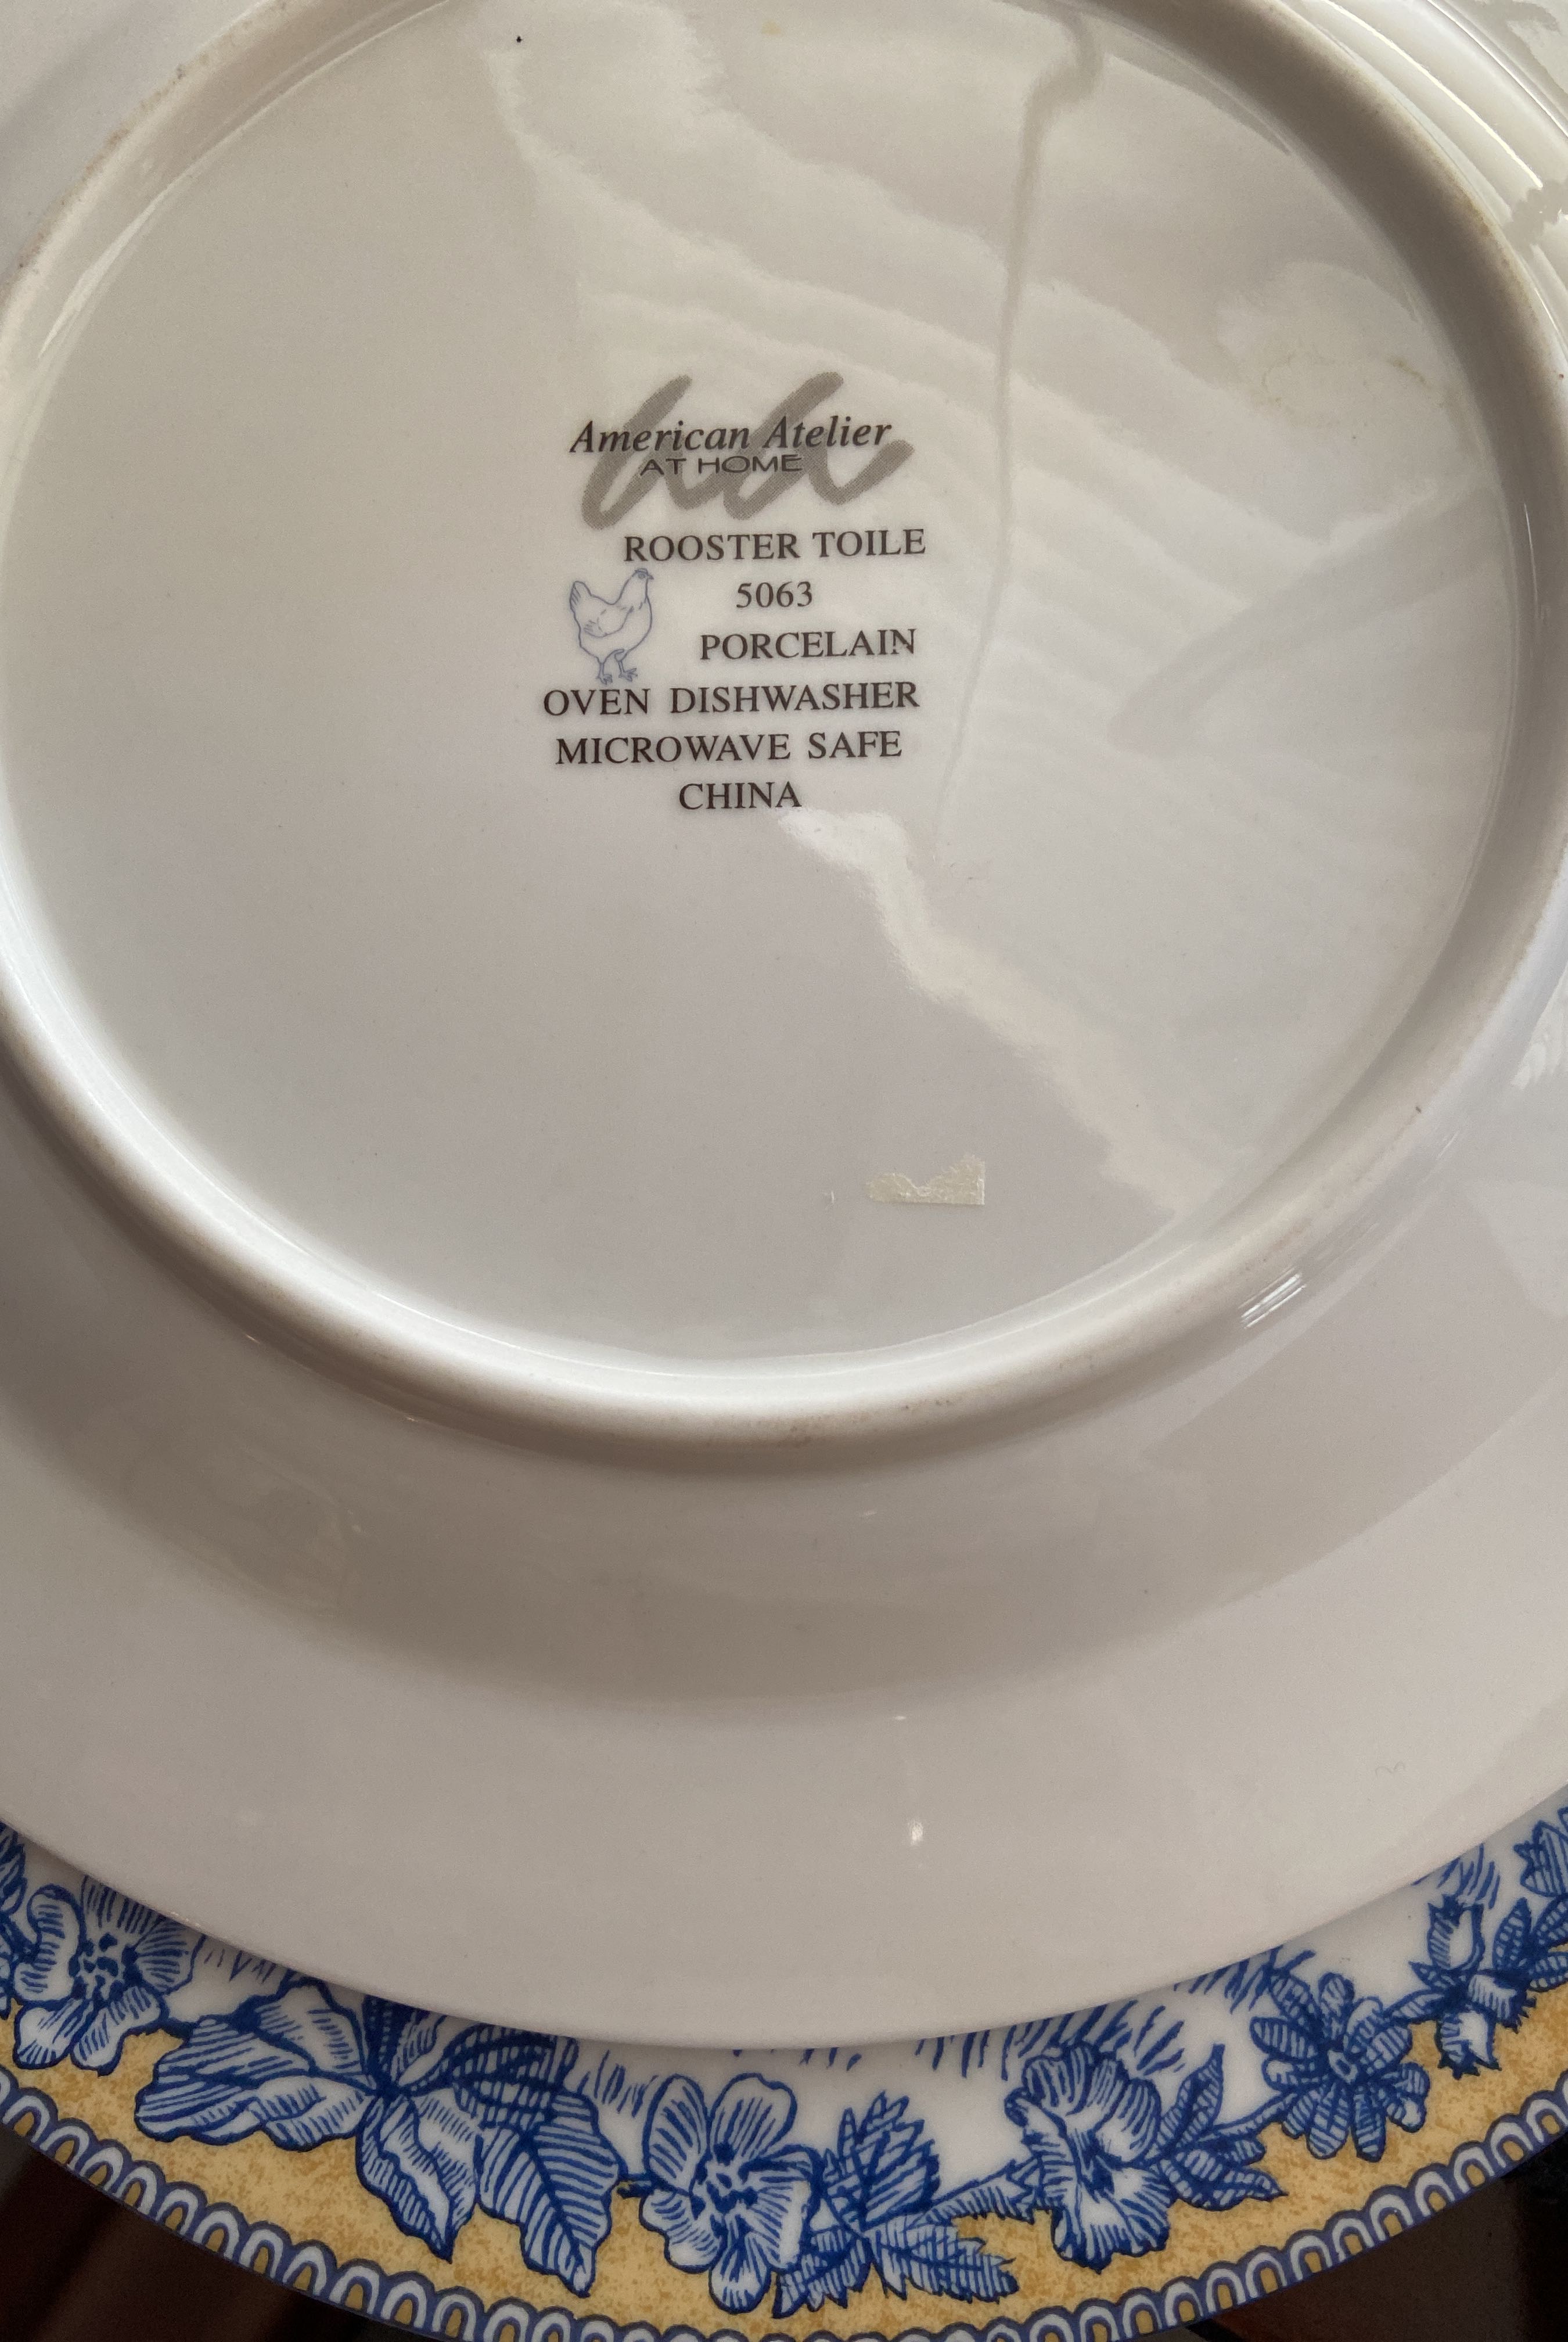 American Atelier
AT HOME
ROOSTER TOILE
5063
PORCELAIN
OVEN DISHWASHER
MICROWAVE SAFE
CHINA